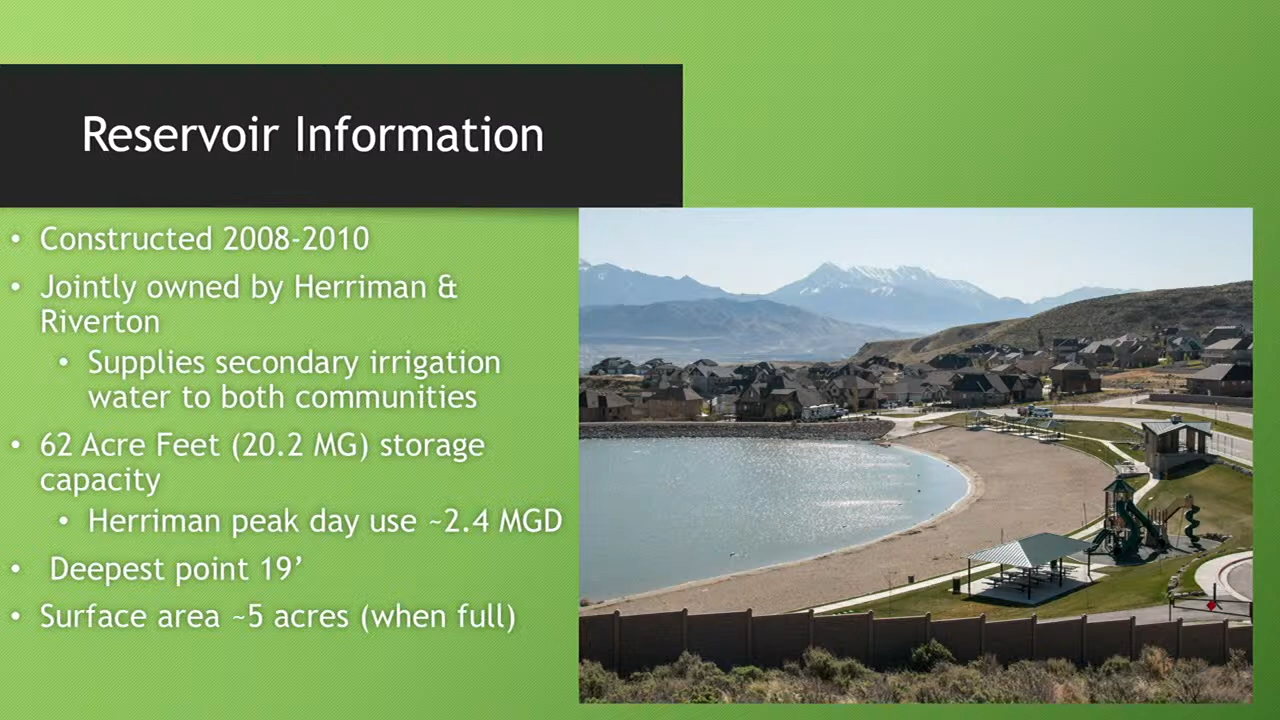 Reservoir Information
• Constructed 2008-2010
• Jointly owned by Herriman &
Riverton
• Supplies secondary irrigation
water to both communities
• 62 Acre Feet (20.2 MG) storage
capacity
• Herriman peak day use ~2.4 MGD
• Deepest point 19’
• Surface area ~5 acres (when full)